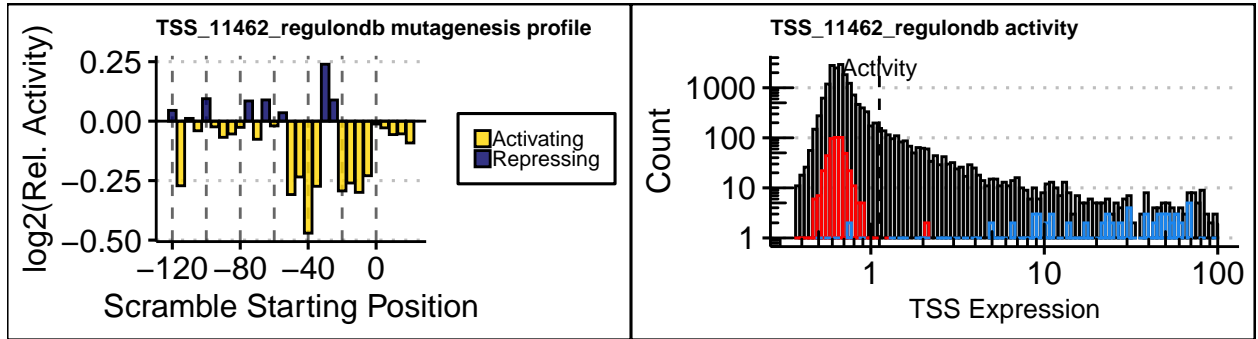 TSS_11462_regulondb mutagenesis profile
log2(Rel. Activity)
0.25
0.00
−0.25
−0.50
−120 −80 −40 0
Scramble Starting Position
Activating
Repressing
TSS_11462_regulondb activity
Activity
Count
1000
100
10
1
1 10 100
TSS Expression